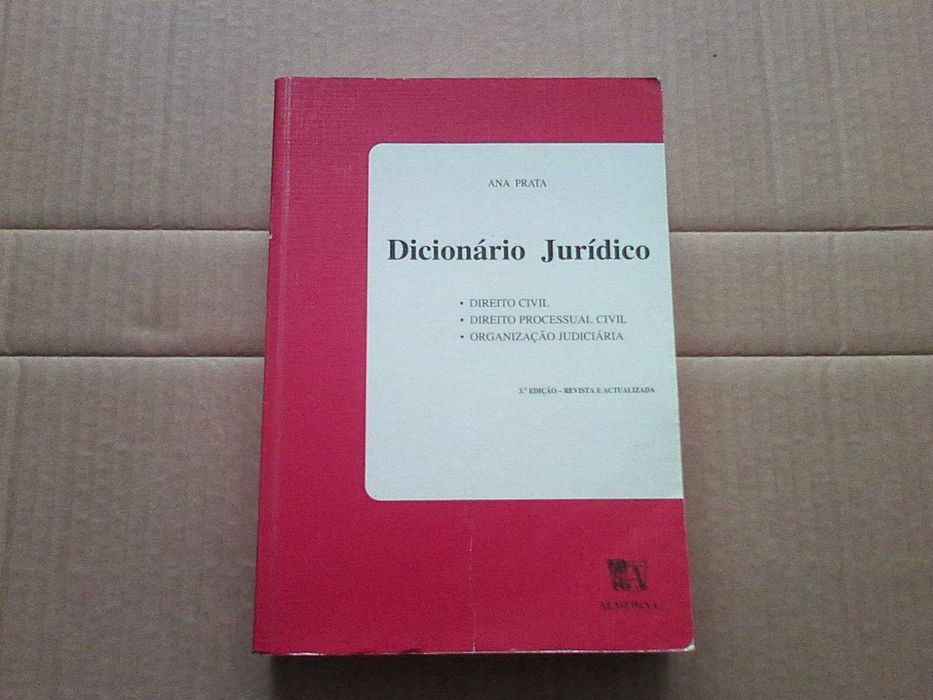 ANA PRATA
Dicionário Jurídico
• DIREITO CIVIL
• DIREITO PROCESSUAL CIVIL
• ORGANIZAÇÃO JUDICIÁRIA
3.ª EDIÇÃO – REVISTA E ACTUALIZADA
ALMEDINA